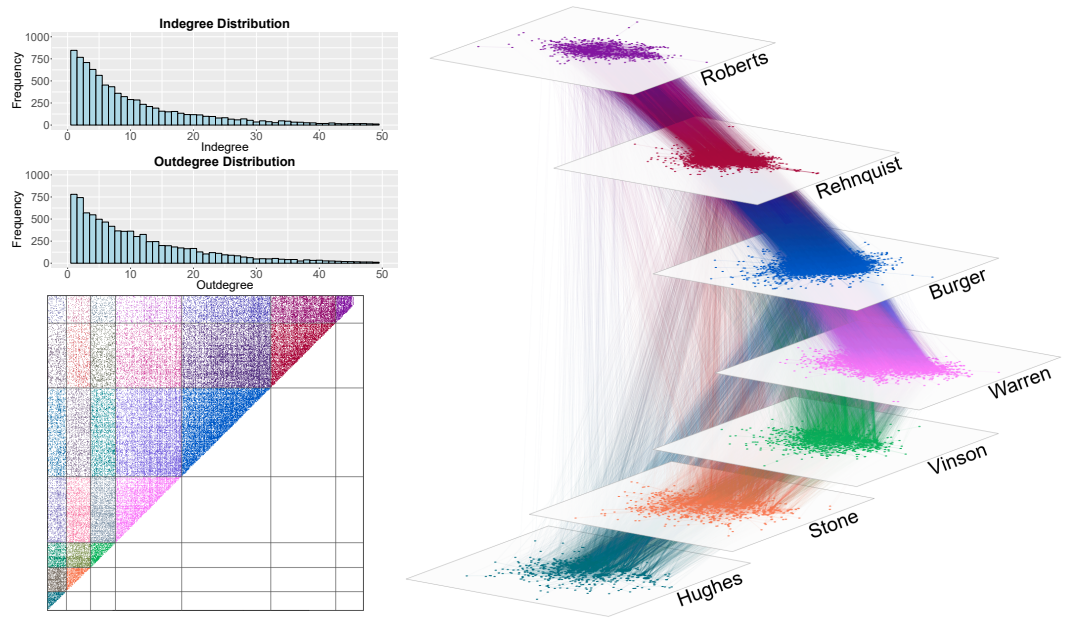 Indegree Distribution
1000
750
500
250
0
Frequency
0 10 20 30 40 50
Indegree
Outdegree Distribution
1000
750
500
250
0
Frequency
0 10 20 30 40 50
Outdegree
Roberts
Rehnquist
Burger
Warren
Vinson
Stone
Hughes